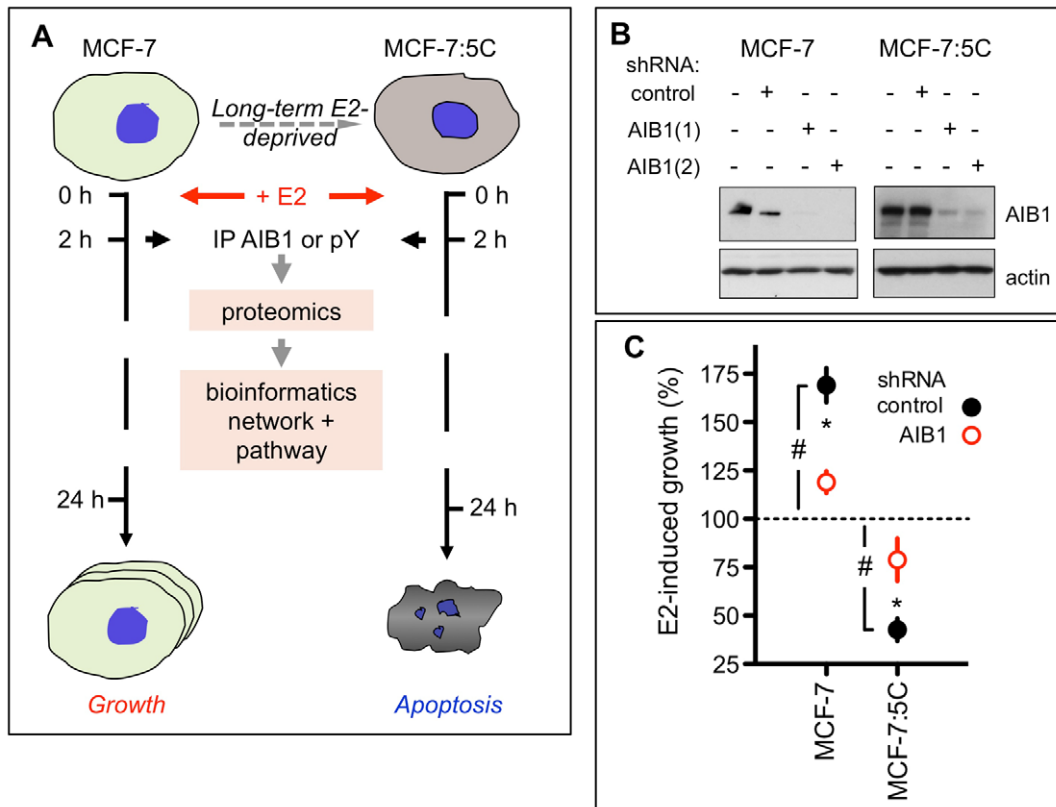 A
MCF-7
MCF-7:5C
Long-term E2-
deprived
0 h
+ E2
0 h
2 h
IP AIB1 or pY
2 h
proteomics
bioinformatics
network +
pathway
24 h
24 h
Growth
Apoptosis
B
MCF-7
MCF-7:5C
shRNA:
control
- + - -
- + - -
AIB1(1)
- - + -
- - + -
AIB1(2)
- - - +
- - - +
AIB1
actin
C
E2-induced growth (%)
175
150
125
100
75
50
25
shRNA
control
AIB1
#
*
#
*
MCF-7
MCF-7:5C